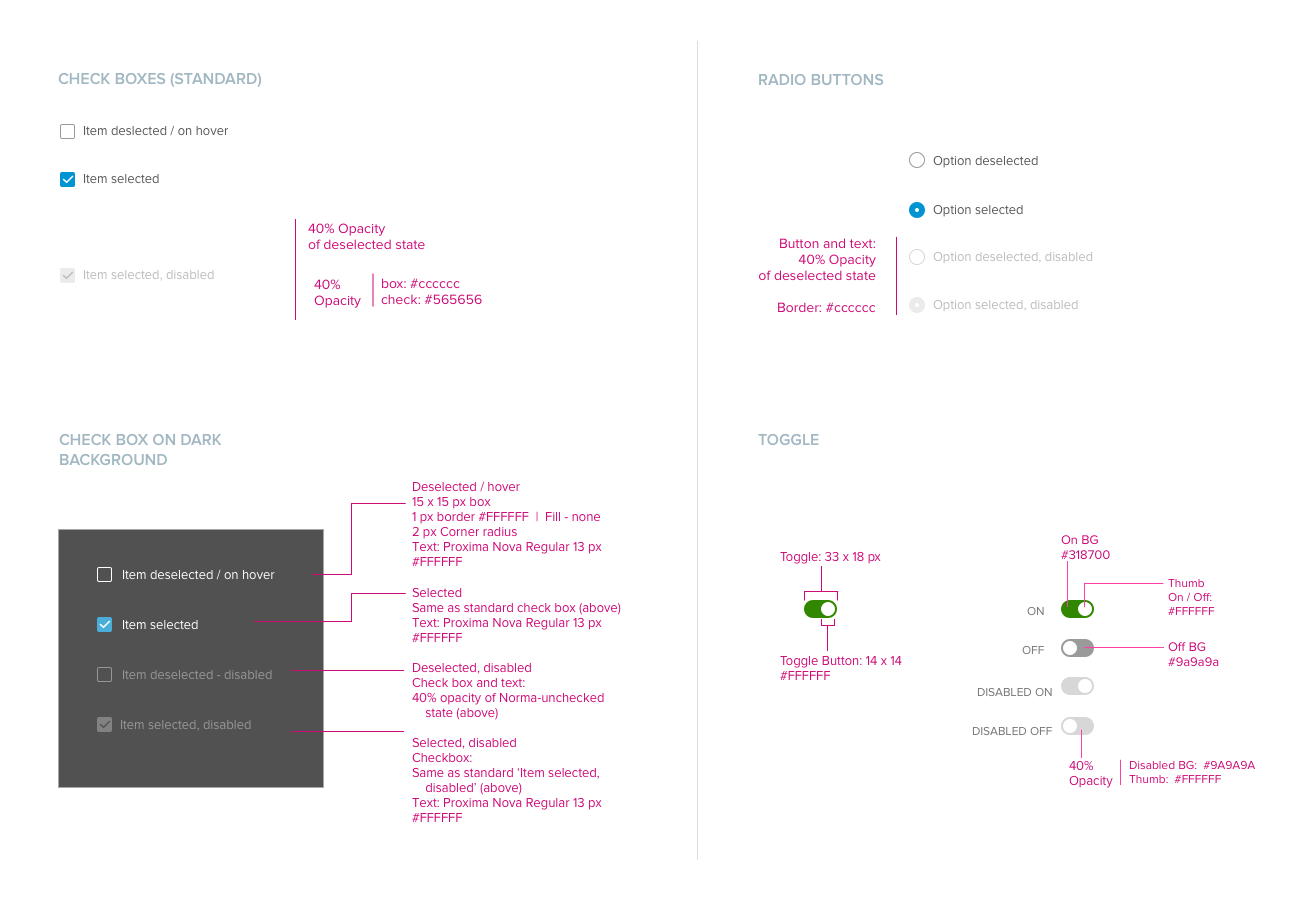 CHECK BOXES (STANDARD)
Item deslected / on hover
Item selected
40% Opacity
of deselected state
Item selected, disabled
40%
Opacity
box: #cccccc
check: #565656
RADIO BUTTONS
Option deselected
Option selected
Button and text:
40% Opacity
of deselected state
Border: #cccccc
Option deselected, disabled
Option selected, disabled
CHECK BOX ON DARK
BACKGROUND
Item deselected / on hover
Item selected
Item deselected - disabled
Item selected, disabled
Deselected / hover
15 x 15 px box
1 px border #FFFFFF | Fill - none
2 px Corner radius
Text: Proxima Nova Regular 13 px
#FFFFFF
Selected
Same as standard check box (above)
Text: Proxima Nova Regular 13 px
#FFFFFF
Deselected, disabled
Check box and text:
40% opacity of Norma-unchecked
state (above)
Selected, disabled
Checkbox:
Same as standard 'Item selected,
disabled' (above)
Text: Proxima Nova Regular 13 px
#FFFFFF
TOGGLE
Toggle: 33 x 18 px
Toggle Button: 14 x 14
#FFFFFF
On BG
#318700
Thumb
On / Off:
#FFFFFF
ON
OFF
Off BG
#9a9a9a
DISABLED ON
DISABLED OFF
40%
Opacity
Disabled BG: #9A9A9A
Thumb: #FFFFFF